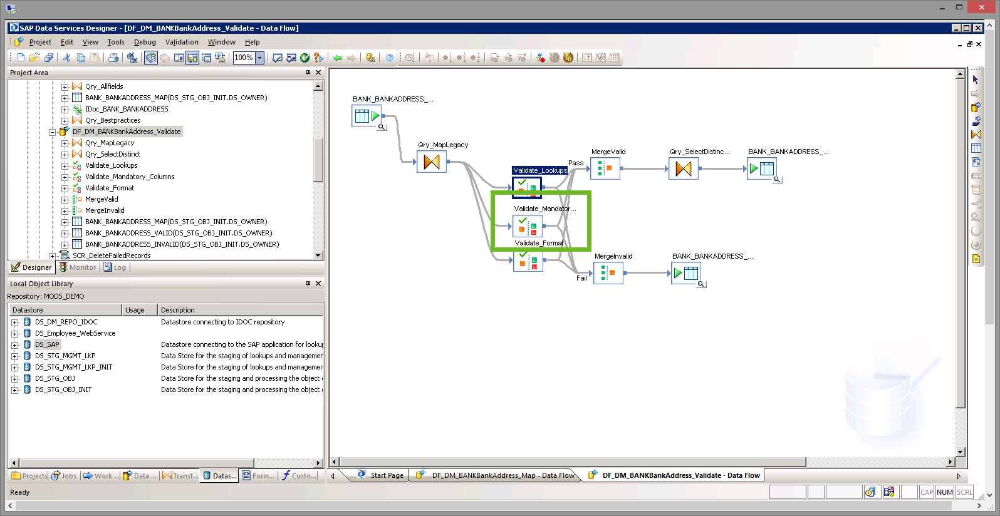 SAP Data Services Designer - [DF_DM_BANKBankAddress_Validate - Data Flow]
Project Edit View Tools Debug Validation Window Help
100%
Project Area
Qry_Allfields
BANK_BANKADDRESS_MAP(DS_STG_OBJ_INIT.DS_OWNER)
IDoc_BANK_BANKADDRESS
Qry_Bestpractices
DF_DM_BANKBankAddress_Validate
Qry_MapLegacy
Qry_SelectDistinct
Validate_Lookups
Validate_Mandatory_Columns
Validate_Format
MergeValid
MergeInvalid
BANK_BANKADDRESS_MAP(DS_STG_OBJ_INIT.DS_OWNER)
BANK_BANKADDRESS_VALID(DS_STG_OBJ_INIT.DS_OWNER)
BANK_BANKADDRESS_INVALID(DS_STG_OBJ_INIT.DS_OWNER)
SCR_DeleteFailedRecords
Designer Monitor Log
Local Object Library
Repository: MODS_DEMO
Datastore Usage Description
DS_DM_REPO_IDOC Datastore connecting to IDOC repository
DS_Employee_WebService
DS_SAP Datastore connecting to the SAP application for looku
DS_STG_MGMT_LKP Data Store for the staging of lookups and managemer
DS_STG_MGMT_LKP_INIT Data Store for the staging of lookups and managemer
DS_STG_OBJ Data Store for the staging and processing the object
DS_STG_OBJ_INIT Data Store for the staging and processing the object
Projects Jobs Work ... Data ... Transf... Datas... Form... Custo...
BANK_BANKADDRESS_...
Qry_MapLegacy
Validate_Lookups
Pass
MergeValid
Qry_SelectDistinc...
BANK_BANKADDRESS_...
Validate_Mandator...
Validate_Format
Fail
MergeInvalid
BANK_BANKADDRESS_...
Start Page DF_DM_BANKBankAddress_Map - Data Flow DF_DM_BANKBankAddress_Validate - Data Flow
Ready
CAP NUM SCRL